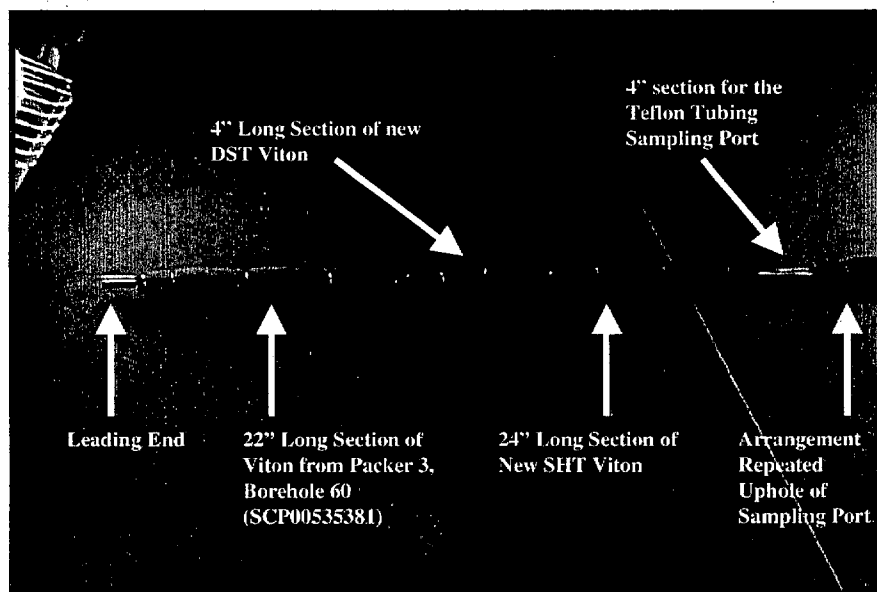 4” section for the
Teflon Tubing
Sampling Port
4” Long Section of new
DST Viton
Leading End
22” Long Section of
Viton from Packer 3,
Borehole 60
(SCP00535381)
24” Long Section of
New SHT Viton
Arrangement
Repeated
Uphole of
Sampling Port